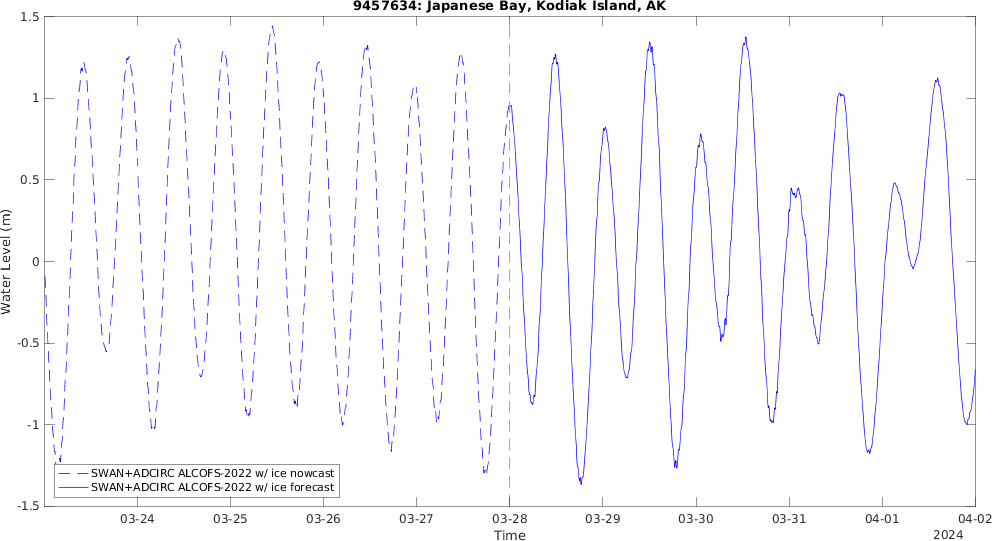 9457634: Japanese Bay, Kodiak Island, AK
1.5
1
0.5
0
-0.5
-1
-1.5
Water Level (m)
SWAN+ADCIRC ALCOFS-2022 w/ ice nowcast
SWAN+ADCIRC ALCOFS-2022 w/ ice forecast
03-24 03-25 03-26 03-27 03-28 03-29 03-30 03-31 04-01 04-02
Time
2024